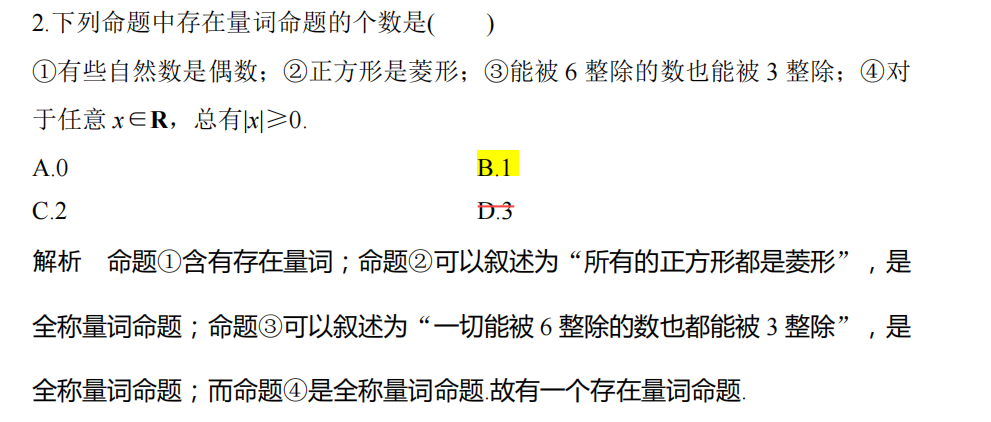 2.下列命题中存在量词命题的个数是(　　)
①有些自然数是偶数；②正方形是菱形；③能被 6 整除的数也能被 3 整除；④对
于任意 x∈R，总有|x|≥0.
A.0　　B.1
C.2　　D.3
解析　命题①含有存在量词；命题②可以叙述为“所有的正方形都是菱形”，是
全称量词命题；命题③可以叙述为“一切能被 6 整除的数也都能被 3 整除”，是
全称量词命题；而命题④是全称量词命题.故有一个存在量词命题.